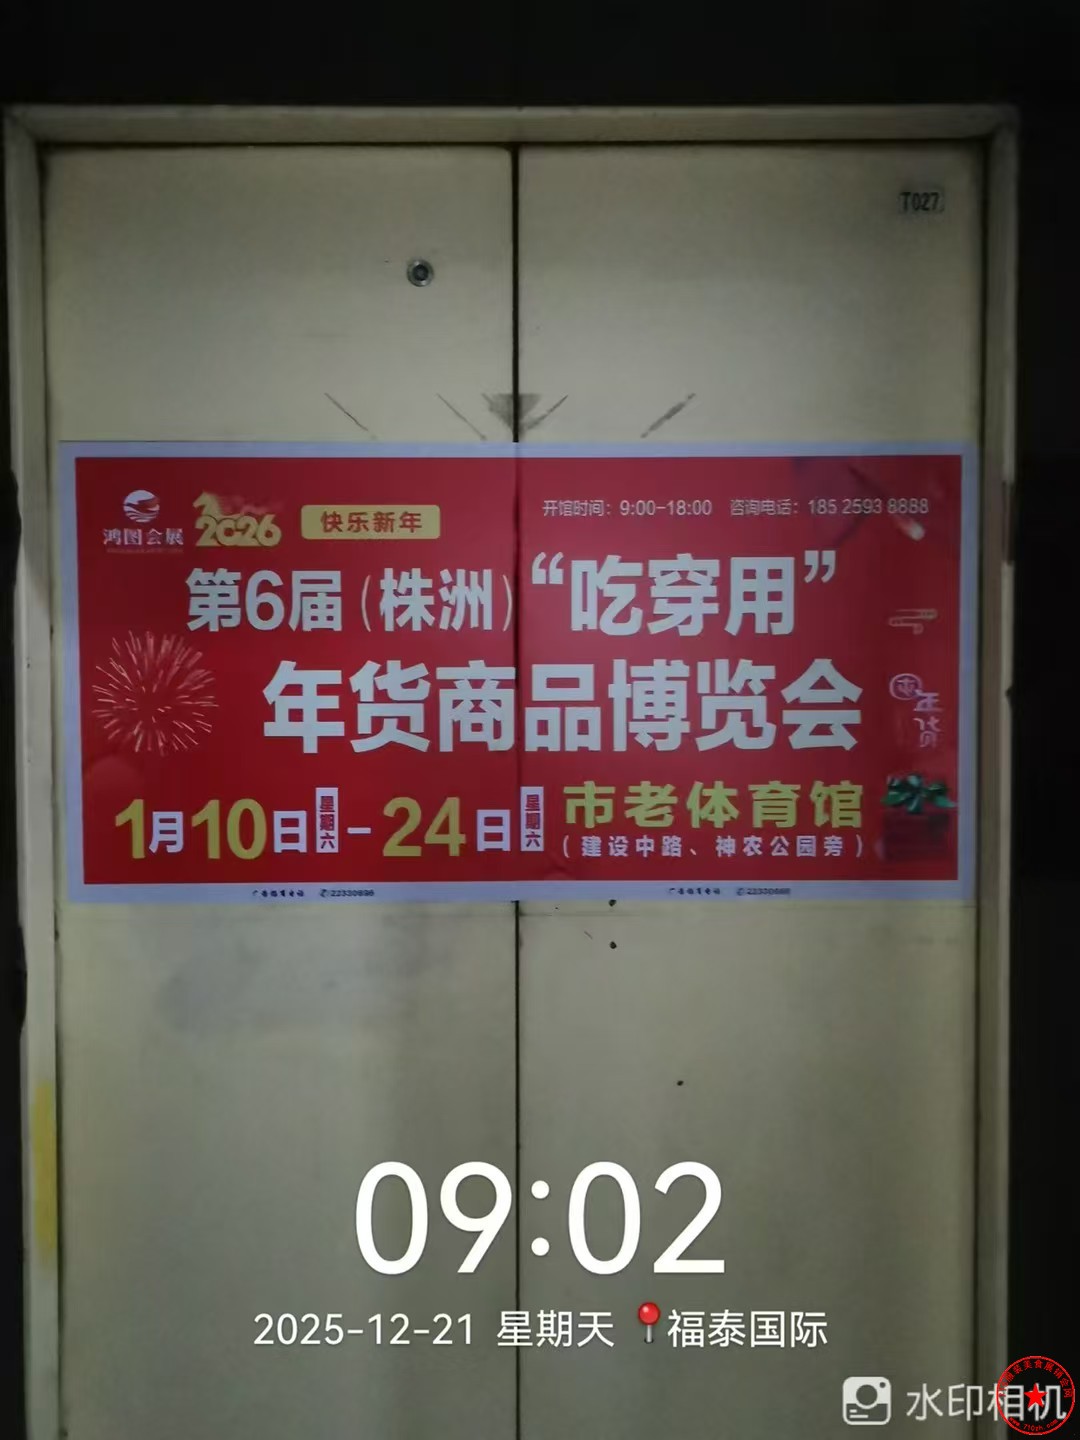 T027
鸿图会展
2026
快乐新年
开馆时间：9:00-18:00 咨询电话：185 2593 8888
第6届（株洲）“吃穿用”
年货商品博览会
年货
1月10日星期六-24日星期六
市老体育馆
（建设中路、神农公园旁）
09:02
2025-12-21 星期天 福泰国际
水印相机